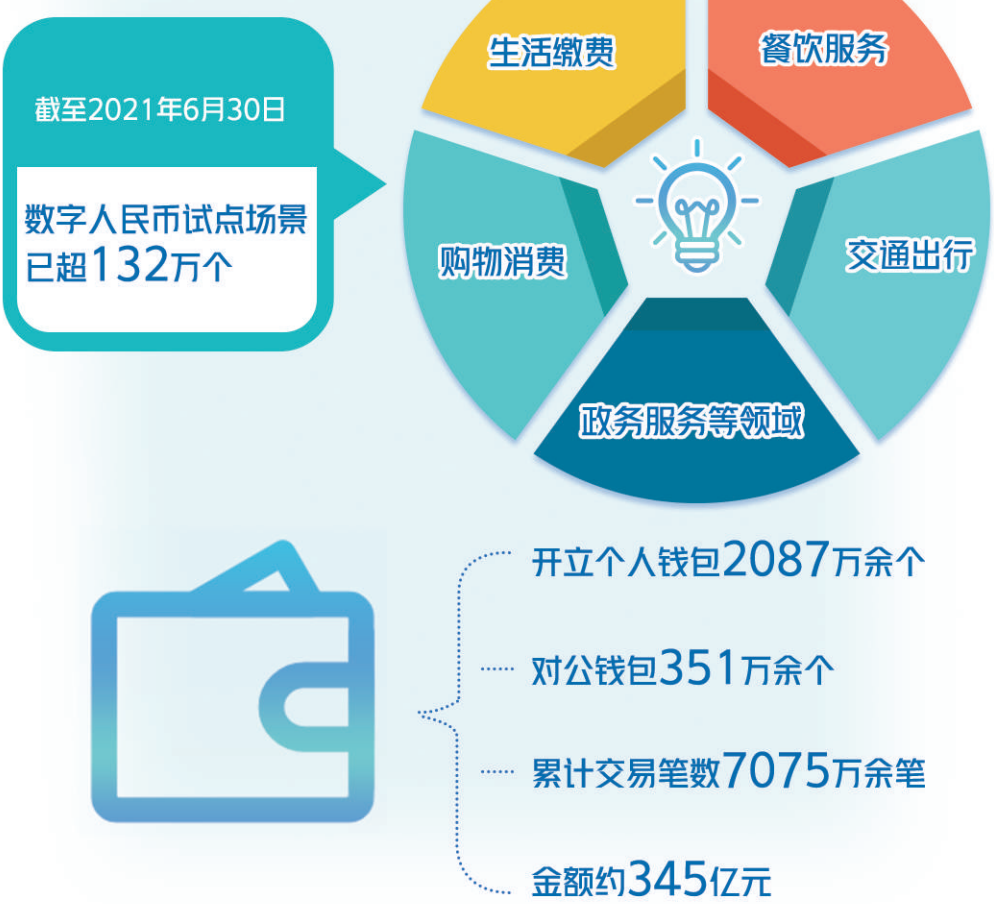 截至2021年6月30日
数字人民币试点场景
已超132万个
生活缴费
餐饮服务
购物消费
交通出行
政务服务等领域
开立个人钱包2087万余个
对公钱包351万余个
累计交易笔数7075万余笔
金额约345亿元